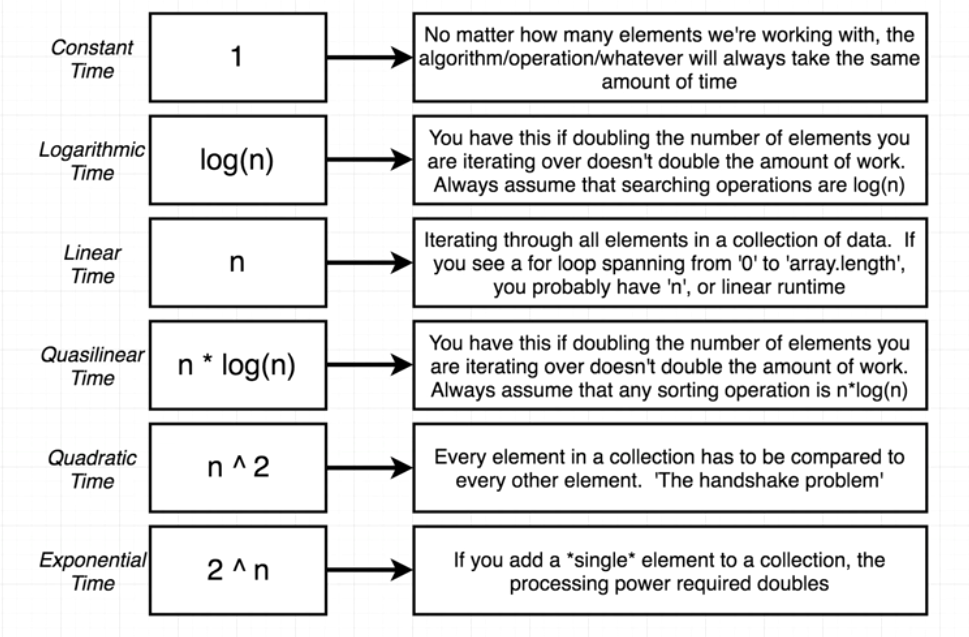 Constant
Time
1
No matter how many elements we're working with, the
algorithm/operation/whatever will always take the same
amount of time
Logarithmic
Time
log(n)
You have this if doubling the number of elements you
are iterating over doesn't double the amount of work.
Always assume that searching operations are log(n)
Linear
Time
n
Iterating through all elements in a collection of data.  If
you see a for loop spanning from '0' to 'array.length',
you probably have 'n', or linear runtime
Quasilinear
Time
n * log(n)
You have this if doubling the number of elements you
are iterating over doesn't double the amount of work.
Always assume that any sorting operation is n*log(n)
Quadratic
Time
n ^ 2
Every element in a collection has to be compared to
every other element.  'The handshake problem'
Exponential
Time
2 ^ n
If you add a *single* element to a collection, the
processing power required doubles